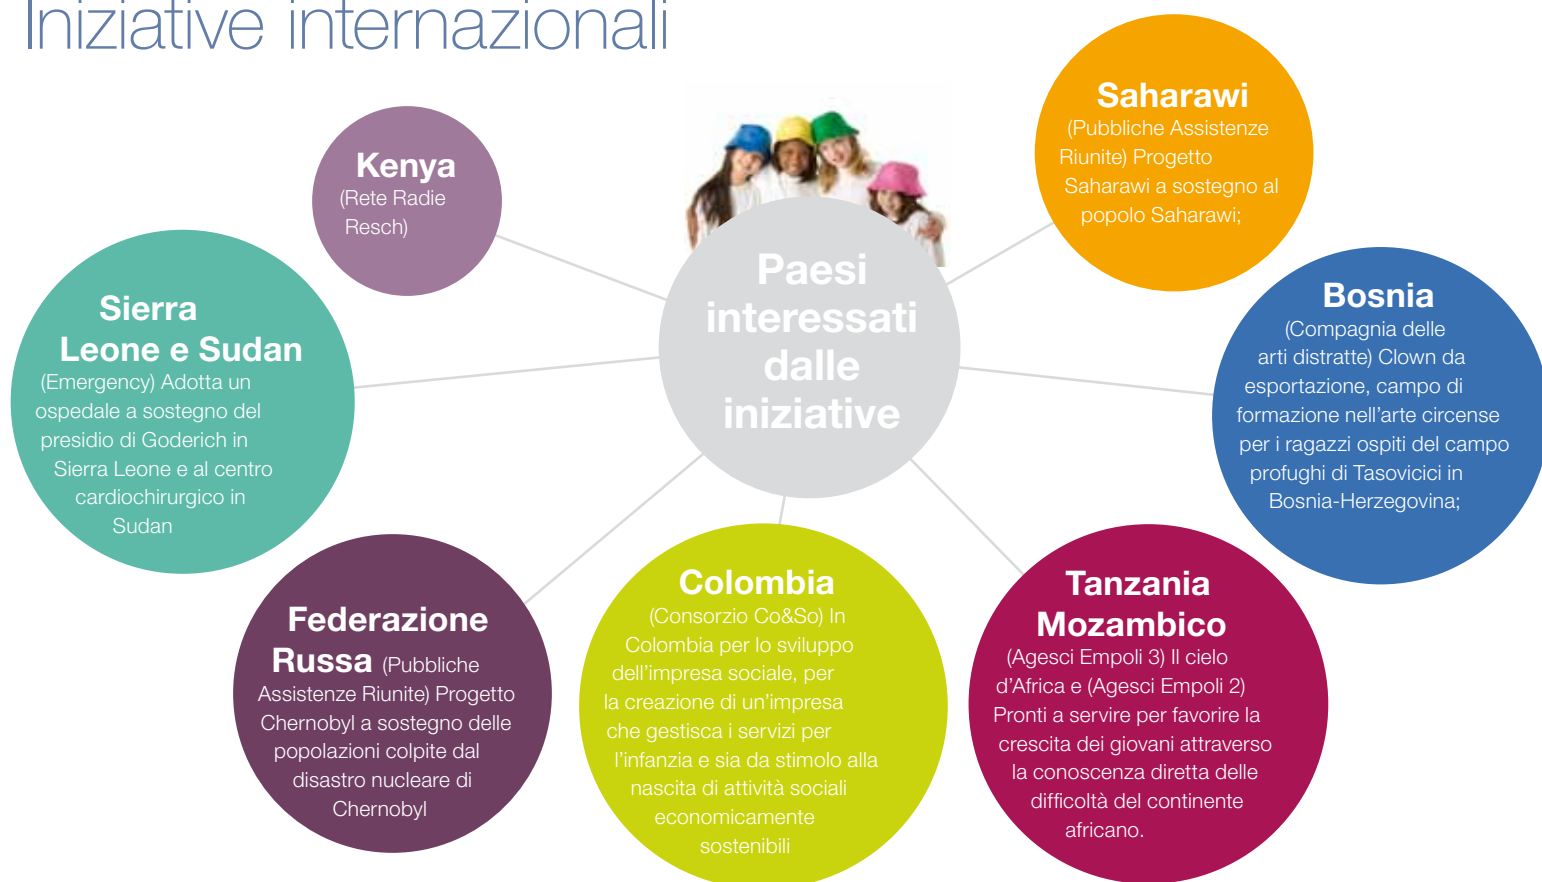 Iniziative internazionali
Kenya
(Rete Radie
Resch)
Saharawi
(Pubbliche Assistenze
Riunite) Progetto
Saharawi a sostegno al
popolo Saharawi;
Paesi
interessati
dalle
iniziative
Sierra
Leone e Sudan
(Emergency) Adotta un
ospedale a sostegno del
presidio di Goderich in
Sierra Leone e al centro
cardiochirurgico in
Sudan
Bosnia
(Compagnia delle
arti distratte) Clown da
esportazione, campo di
formazione nell'arte circense
per i ragazzi ospiti del campo
profughi di Tasovicici in
Bosnia-Herzegovina;
Federazione
Russa (Pubbliche
Assistenze Riunite) Progetto
Chernobyl a sostegno delle
popolazioni colpite dal
disastro nucleare di
Chernobyl
Colombia
(Consorzio Co&So) In
Colombia per lo sviluppo
dell'impresa sociale, per
la creazione di un'impresa
che gestisca i servizi per
l'infanzia e sia da stimolo alla
nascita di attività sociali
economicamente
sostenibili
Tanzania
Mozambico
(Agesci Empoli 3) Il cielo
d'Africa e (Agesci Empoli 2)
Pronti a servire per favorire la
crescita dei giovani attraverso
la conoscenza diretta delle
difficoltà del continente
africano.